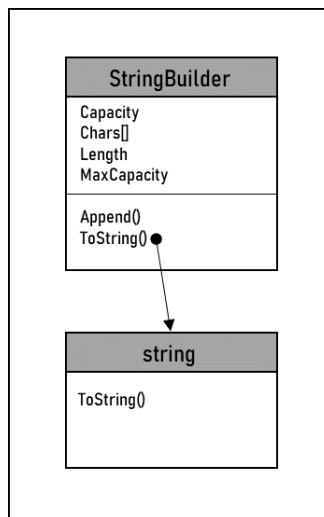 StringBuilder
Capacity
Chars[]
Length
MaxCapacity
Append()
ToString()
string
ToString()